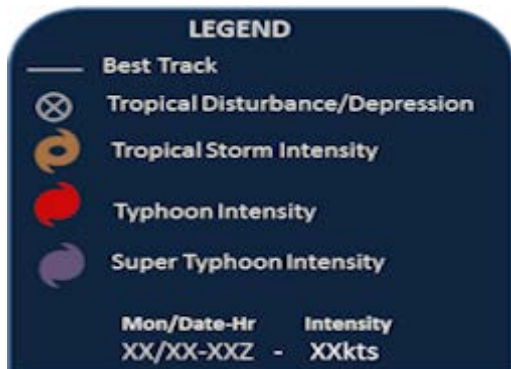 LEGEND
Best Track
Tropical Disturbance/Depression
Tropical Storm Intensity
Typhoon Intensity
Super Typhoon Intensity
Mon/Date-Hr Intensity
XX/XX-XXZ - XXkts